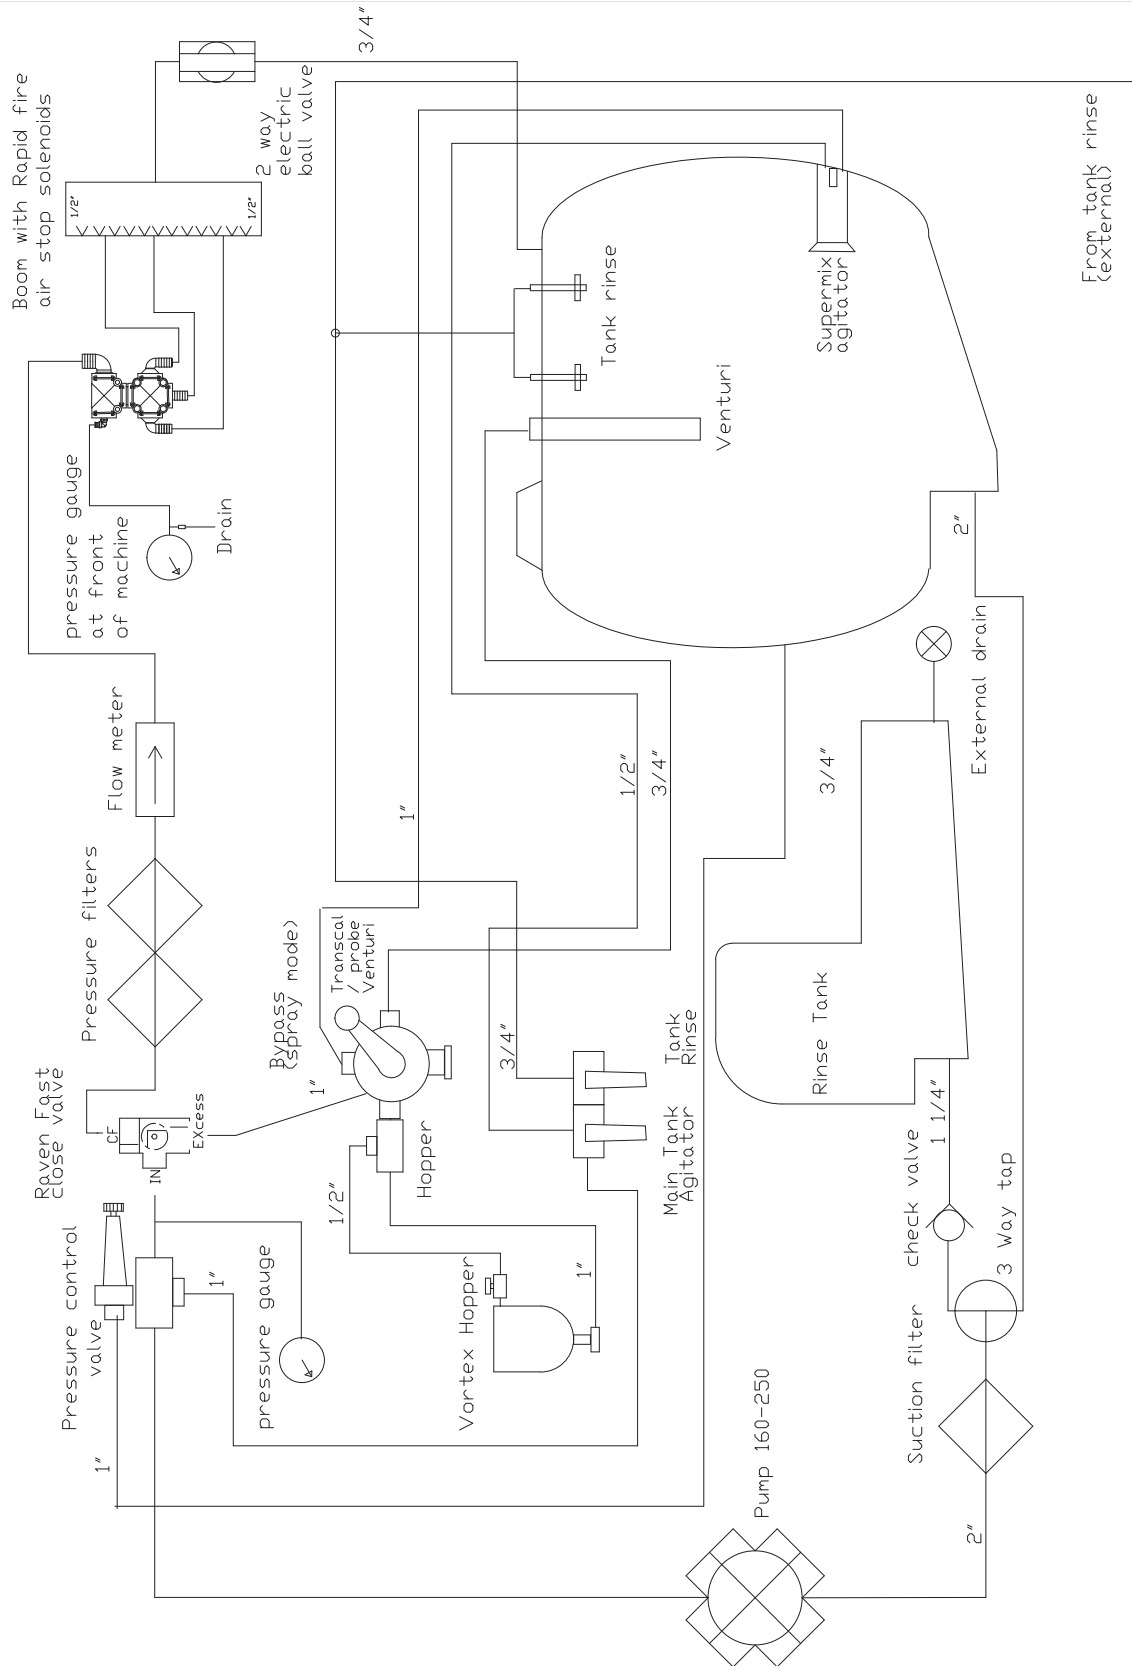 Boom with Rapid fire
air stop solenoids
1/2"
1/2"
2 way
electric
ball valve
3/4"
From tank rinse
(external)
pressure gauge
at front
of machine
Drain
Tank rinse
Supermix
agitator
Venturi
2"
External drain
Flow meter
Pressure filters
1"
1/2"
3/4"
3/4"
Raven Fast
close valve
CF
IN
EXcess
Bypass
(spray mode)
Transcal
/ probe
Venturi
1"
3/4"
Tank
Rinse
Main Tank
Agitator
Rinse Tank
1 1/4"
check valve
3 Way tap
Pressure control
valve
1"
1"
pressure gauge
Hopper
1/2"
1"
Vortex Hopper
Pump 160-250
Suction filter
2"